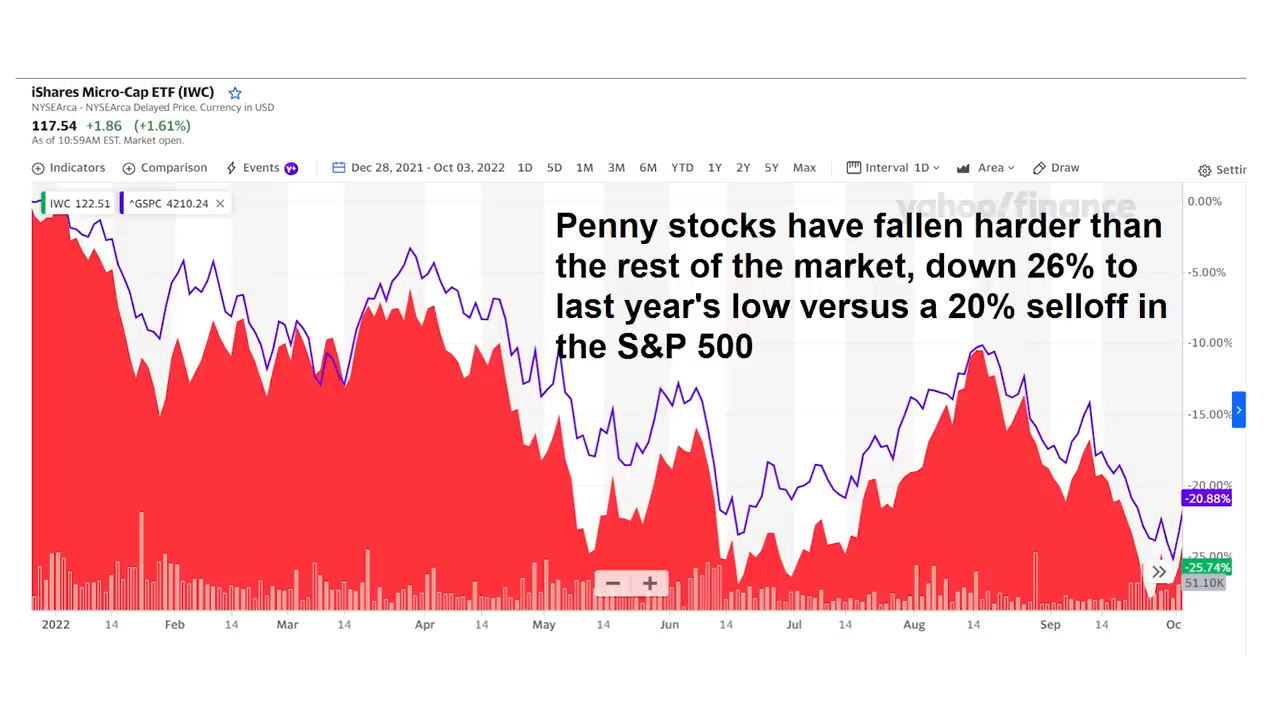 iShares Micro-Cap ETF (IWC)
NYSEArca - NYSEArca Delayed Price. Currency in USD
117.54 +1.86 (+1.61%)
As of 10:59AM EST. Market open.
Indicators Comparison Events Y+ Dec 28, 2021 - Oct 03, 2022 1D 5D 1M 3M 6M YTD 1Y 2Y 5Y Max Interval 1D Area Draw Settin
IWC 122.51 ^GSPC 4210.24 ×
yahoo!finance
Penny stocks have fallen harder than
the rest of the market, down 26% to
last year's low versus a 20% selloff in
the S&P 500
0.00%
-5.00%
-10.00%
-15.00%
-20.00%
-20.88%
-25.00%
-25.74%
51.10K
2022 14 Feb 14 Mar 14 Apr 14 May 14 Jun 14 Jul 14 Aug 14 Sep 14 Oc